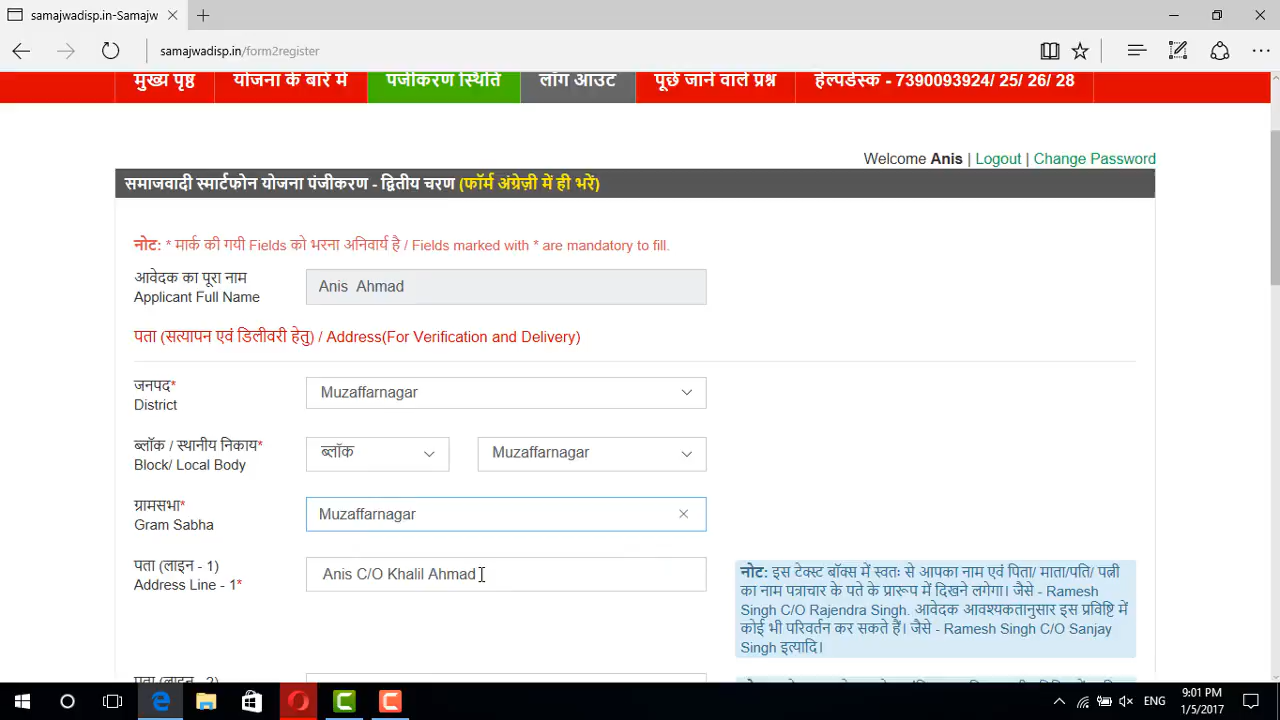 samajwadisp.in-Samajw
samajwadisp.in/form2register
मुख्य पृष्ठ योजना के बारे में पंजीकरण स्थिति लॉग आउट पूछे जाने वाले प्रश्न हेल्पडेस्क - 7390093924/ 25/ 26/ 28
Welcome Anis | Logout | Change Password
समाजवादी स्मार्टफोन योजना पंजीकरण - द्वितीय चरण (फॉर्म अंग्रेज़ी में ही भरें)
नोट: * मार्क की गयी Fields को भरना अनिवार्य है / Fields marked with * are mandatory to fill.
आवेदक का पूरा नाम
Applicant Full Name
Anis Ahmad
पता (सत्यापन एवं डिलीवरी हेतु) / Address(For Verification and Delivery)
जनपद*
District
Muzaffarnagar
ब्लॉक / स्थानीय निकाय*
Block/ Local Body
ब्लॉक
Muzaffarnagar
ग्रामसभा*
Gram Sabha
Muzaffarnagar
पता (लाइन - 1)
Address Line - 1*
Anis C/O Khalil Ahmad
नोट: इस टेक्स्ट बॉक्स में स्वतः से आपका नाम एवं पिता/ माता/पति/ पत्नी
का नाम पत्राचार के पते के प्रारूप में दिखने लगेगा। जैसे - Ramesh
Singh C/O Rajendra Singh. आवेदक आवश्यकतानुसार इस प्रविष्टि में
कोई भी परिवर्तन कर सकते हैं। जैसे - Ramesh Singh C/O Sanjay
Singh इत्यादि।
पता (लाइन - 2)
ENG
9:01 PM
1/5/2017